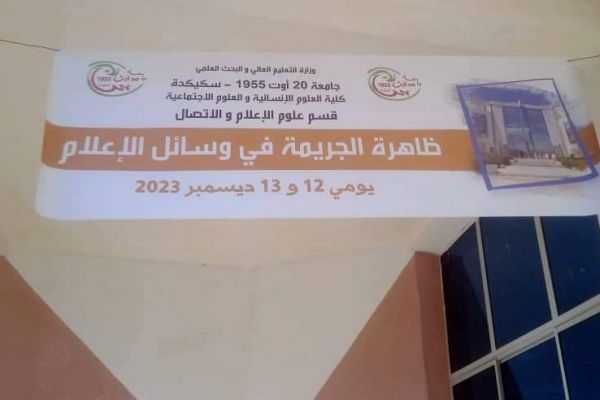 وزارة التعليم العالي و البحث العلمي
جامعة 20 أوت 1955 – سكيكدة
كلية العلوم الإنسانية و العلوم الاجتماعية
قسم علوم الإعلام و الاتصال
ظاهرة الجريمة في وسائل الإعلام
يومي 12 و 13 ديسمبر 2023